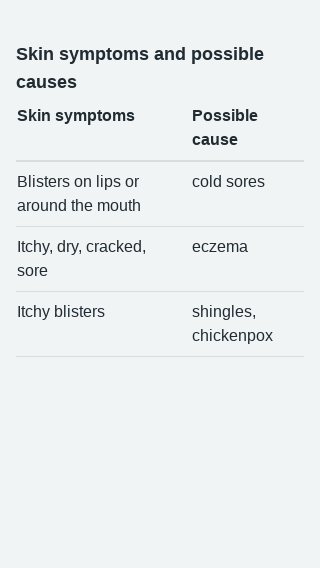 Skin symptoms and possible
causes
Skin symptoms Possible
cause
Blisters on lips or cold sores
around the mouth
Itchy, dry, cracked, eczema
sore
Itchy blisters shingles,
chickenpox